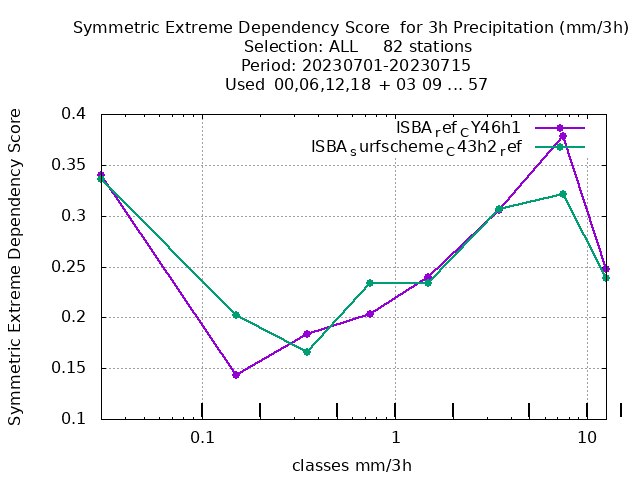 Symmetric Extreme Dependency Score  for 3h Precipitation (mm/3h)
Selection: ALL     82 stations
Period: 20230701-20230715
Used  00,06,12,18 + 03 09 ... 57
ISBA_ref_CY46h1
ISBA_surfscheme_C43h2_ref
Symmetric Extreme Dependency Score
0.4
0.35
0.3
0.25
0.2
0.15
0.1
0.1 1 10
classes mm/3h